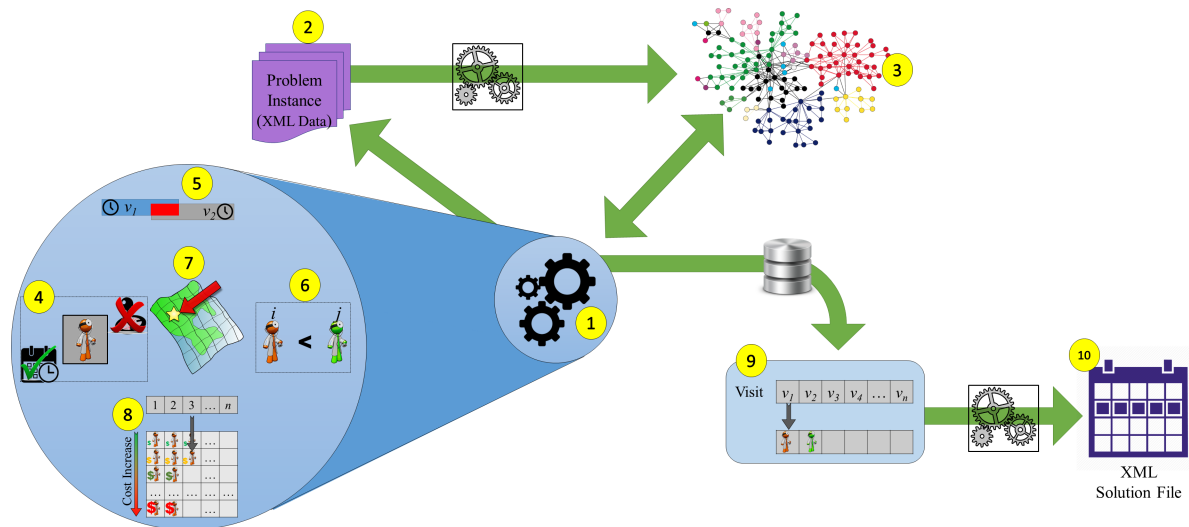 2
Problem
Instance
(XML Data)
3
5
v1
v2
7
4
6
i
j
<
1
8
1 2 3 … n
Cost Increase
$ $ $ …
$ $ $ …
$ $ …
… … … … …
$ $ …
9
Visit
v1 v2 v3 v4 … vn
10
XML
Solution File